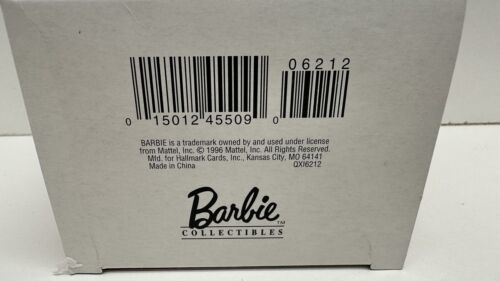 06212
0 15012 45509 0
BARBIE is a trademark owned by and used under license
from Mattel, Inc. © 1996 Mattel, Inc. All Rights Reserved.
Mfd. for Hallmark Cards, Inc., Kansas City, MO 64141
Made in China QXI6212
Barbie™
COLLECTIBLES